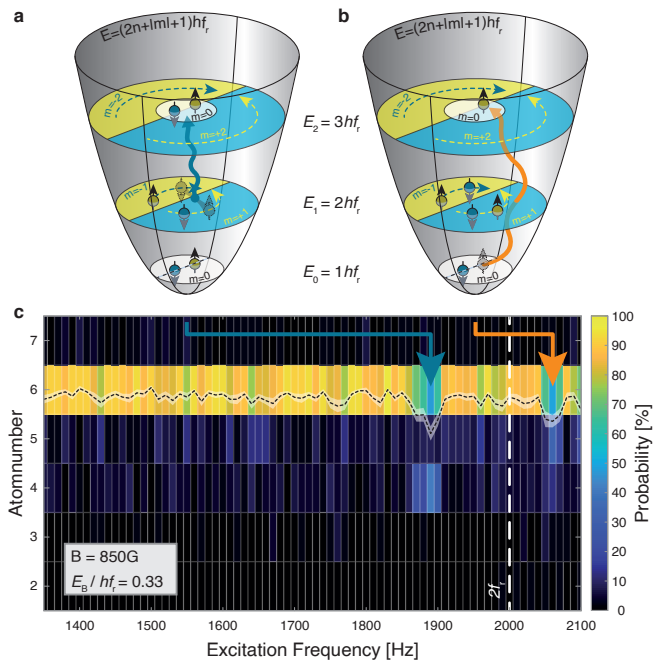 a
b
E=(2n+lml+1)hfr
E=(2n+lml+1)hfr
m=-2
m=0
m=+2
E2 = 3hfr
m=-2
m=0
m=+2
m=-1
m=+1
E1 = 2hfr
m=-1
m=+1
m=0
E0 = 1hfr
m=0
c
7
6
5
4
3
2
Atomnumber
B = 850G
EB / hfr = 0.33
2fr
1400
1500
1600
1700
1800
1900
2000
2100
Excitation Frequency [Hz]
100
90
80
70
60
50
40
30
20
10
0
Probability [%]